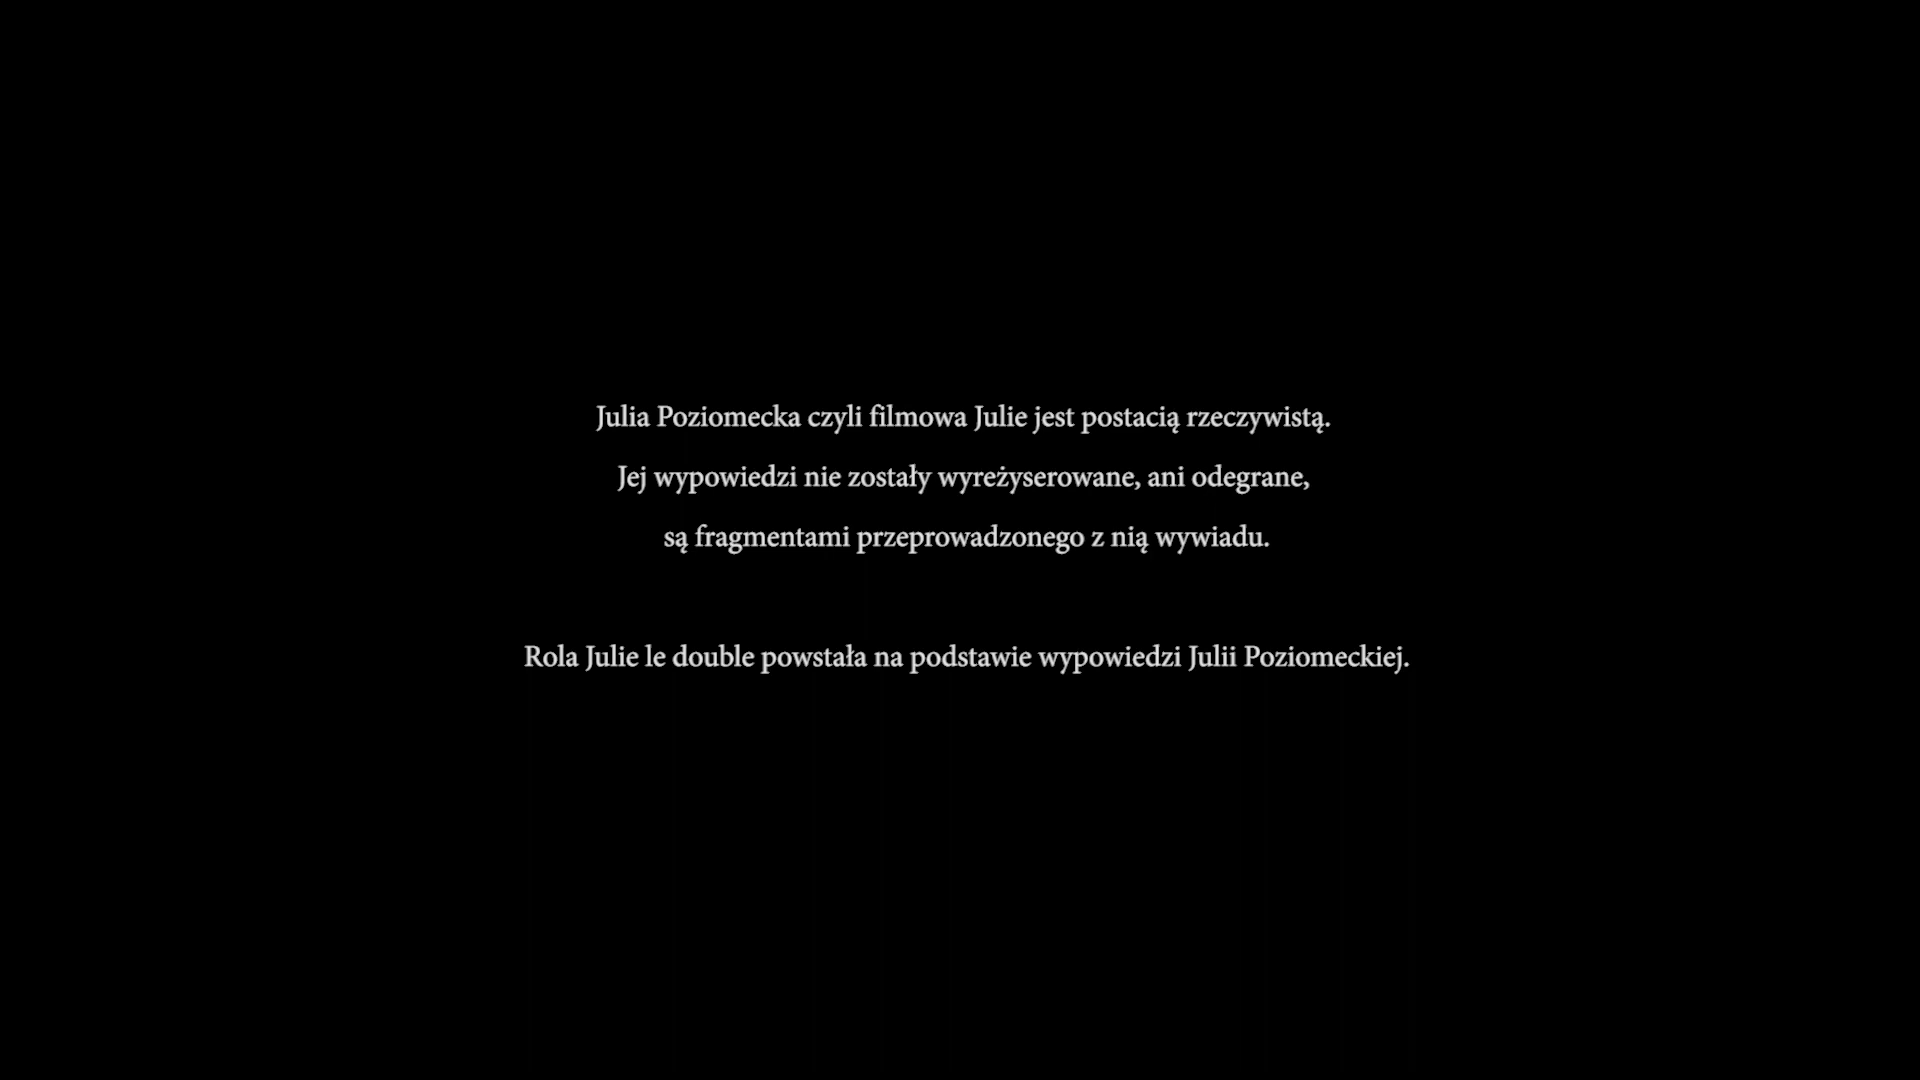 Julia Poziomecka czyli filmowa Julie jest postacią rzeczywistą.
Jej wypowiedzi nie zostały wyreżyserowane, ani odegrane,
są fragmentami przeprowadzonego z nią wywiadu.
Rola Julie le double powstała na podstawie wypowiedzi Julii Poziomeckiej.